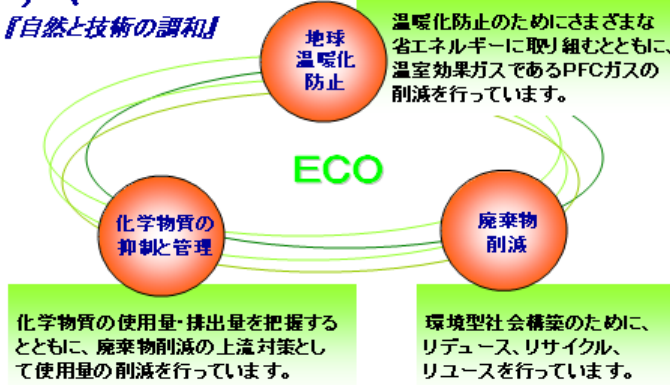 『自然と技術の調和』
地球
温暖化
防止
温暖化防止のためにさまざまな
省エネルギーに取り組むとともに、
温室効果ガスであるPFCガスの
削減を行っています。
ECO
化学物質の
抑制と管理
廃棄物
削減
化学物質の使用量・排出量を把握する
とともに、廃棄物削減の上流対策とし
て使用量の削減を行っています。
環境型社会構築のために、
リデュース、リサイクル、
リユースを行っています。